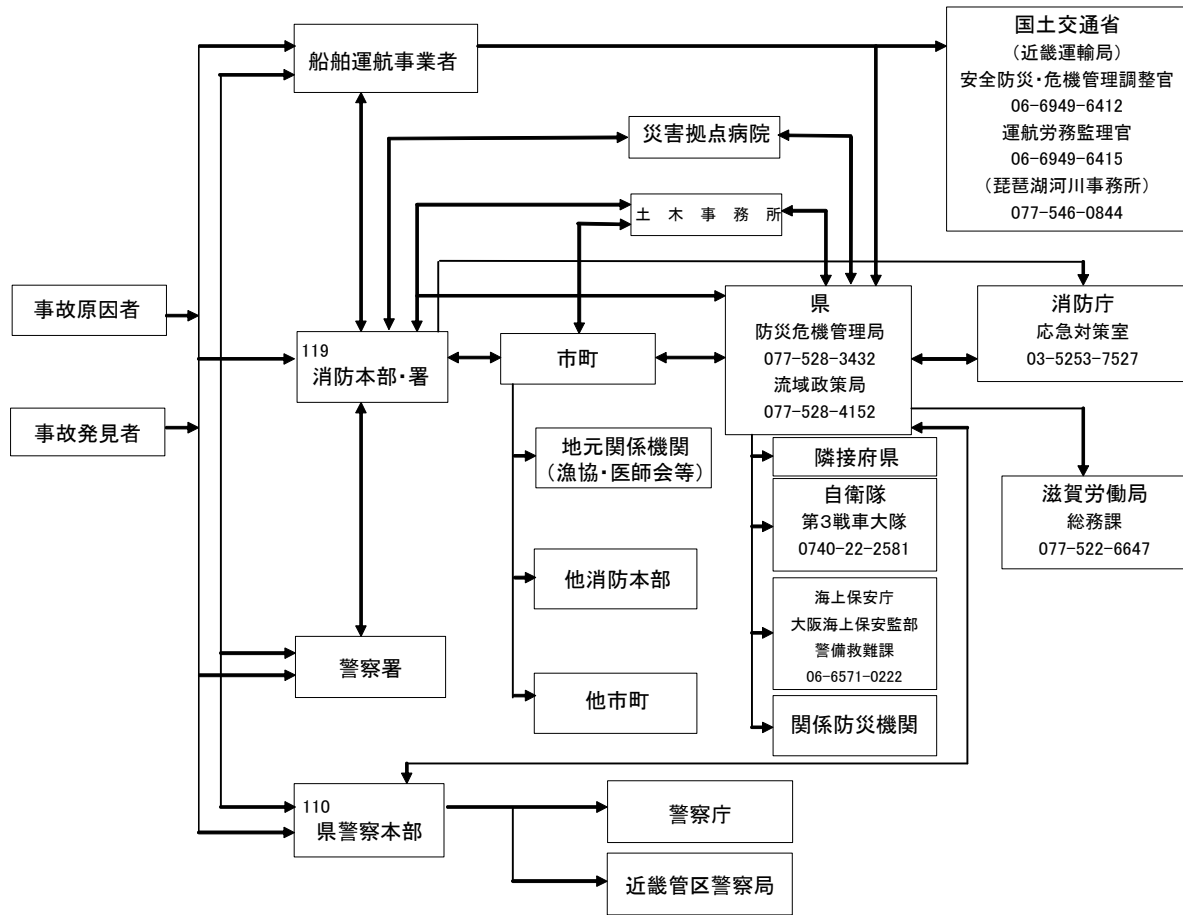 国土交通省
(近畿運輸局)
安全防災・危機管理調整官
06-6949-6412
運航労務監理官
06-6949-6415
(琵琶湖河川事務所)
077-546-0844
船舶運航事業者
災害拠点病院
土木事務所
事故原因者
事故発見者
119
消防本部・署
市町
県
防災危機管理局
077-528-3432
流域政策局
077-528-4152
消防庁
応急対策室
03-5253-7527
地元関係機関
(漁協・医師会等)
隣接府県
自衛隊
第3戦車大隊
0740-22-2581
滋賀労働局
総務課
077-522-6647
他消防本部
海上保安庁
大阪海上保安監部
警備救難課
06-6571-0222
警察署
他市町
関係防災機関
110
県警察本部
警察庁
近畿管区警察局